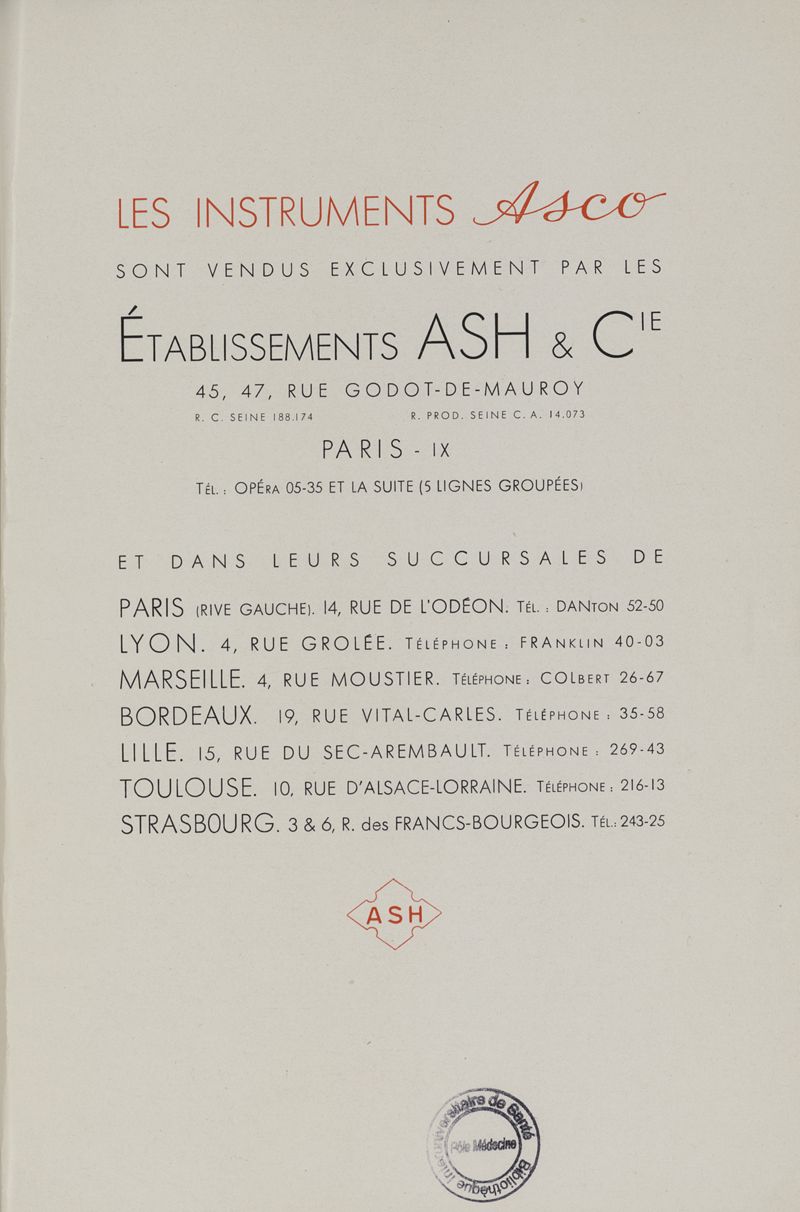 LES INSTRUMENTS Asco
SONT VENDUS EXCLUSIVEMENT PAR LES
ÉTABLISSEMENTS ASH & CIE
45, 47, RUE GODOT-DE-MAUROY
R. C. SEINE 188.174 R. PROD. SEINE C. A. 14.073
PARIS - IX
TÉL. : OPÉRA 05-35 ET LA SUITE (5 LIGNES GROUPÉES)
ET DANS LEURS SUCCURSALES DE
PARIS (RIVE GAUCHE). 14, RUE DE L'ODÉON. TÉL. : DANTON 52-50
LYON. 4, RUE GROLÉE. TÉLÉPHONE : FRANKLIN 40-03
MARSEILLE. 4, RUE MOUSTIER. TÉLÉPHONE : COLBERT 26-67
BORDEAUX. 19, RUE VITAL-CARLES. TÉLÉPHONE : 35-58
LILLE. 15, RUE DU SEC-AREMBAULT. TÉLÉPHONE : 269-43
TOULOUSE. 10, RUE D'ALSACE-LORRAINE. TÉLÉPHONE : 216-13
STRASBOURG. 3 & 6, R. des FRANCS-BOURGEOIS. TÉL. : 243-25
ASH
Bibliothèque de Santé
Pôle Médecine